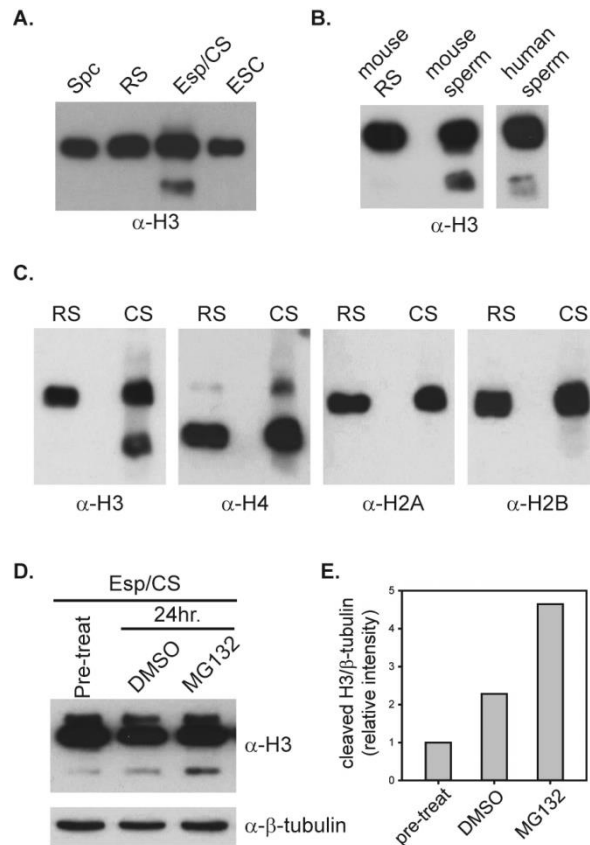 A.
Spc RS Esp/CS ESC
α-H3
B.
mouse RS mouse sperm human sperm
α-H3
C.
RS CS RS CS RS CS RS CS
α-H3 α-H4 α-H2A α-H2B
D.
Esp/CS
24hr.
Pre-treat DMSO MG132
α-H3
α-β-tubulin
E.
cleaved H3/β-tubulin
(relative intensity)
5
4
3
2
1
0
pre-treat DMSO MG132